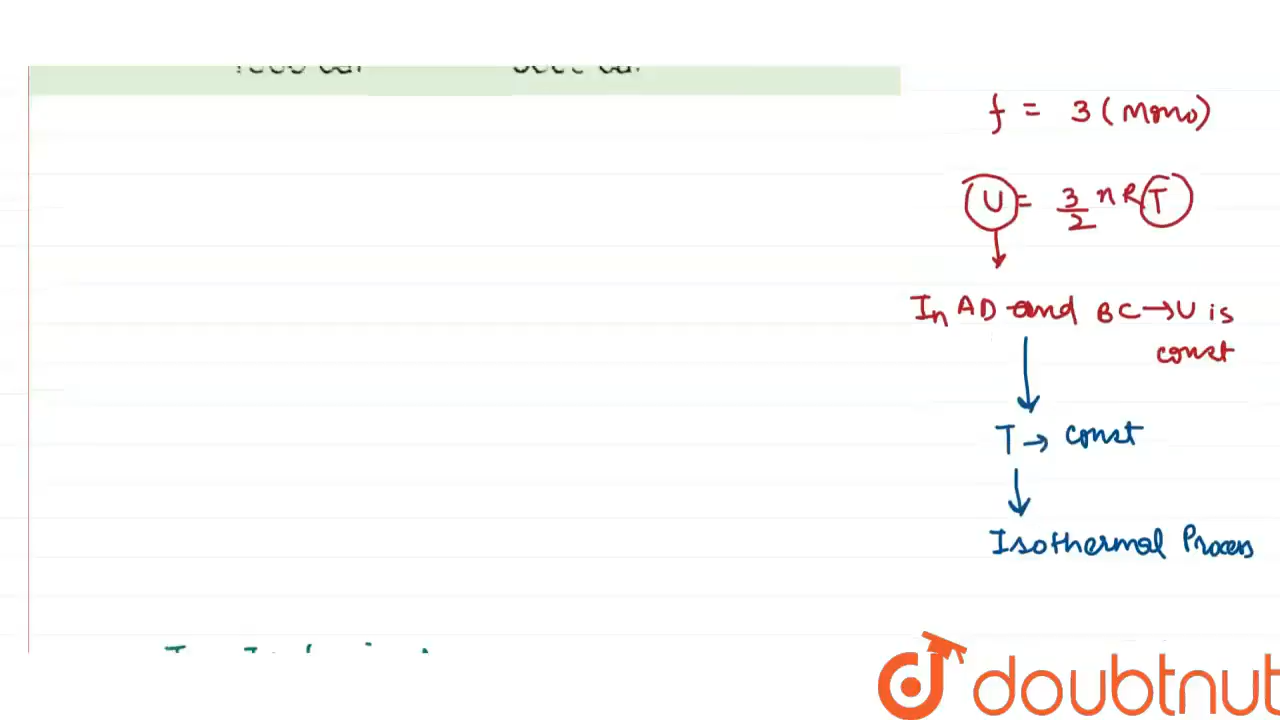 f = 3 (mono)
U = 3/2 nRT
In AD and BC → U is
const
T → const
Isothermal Process
doubtnut